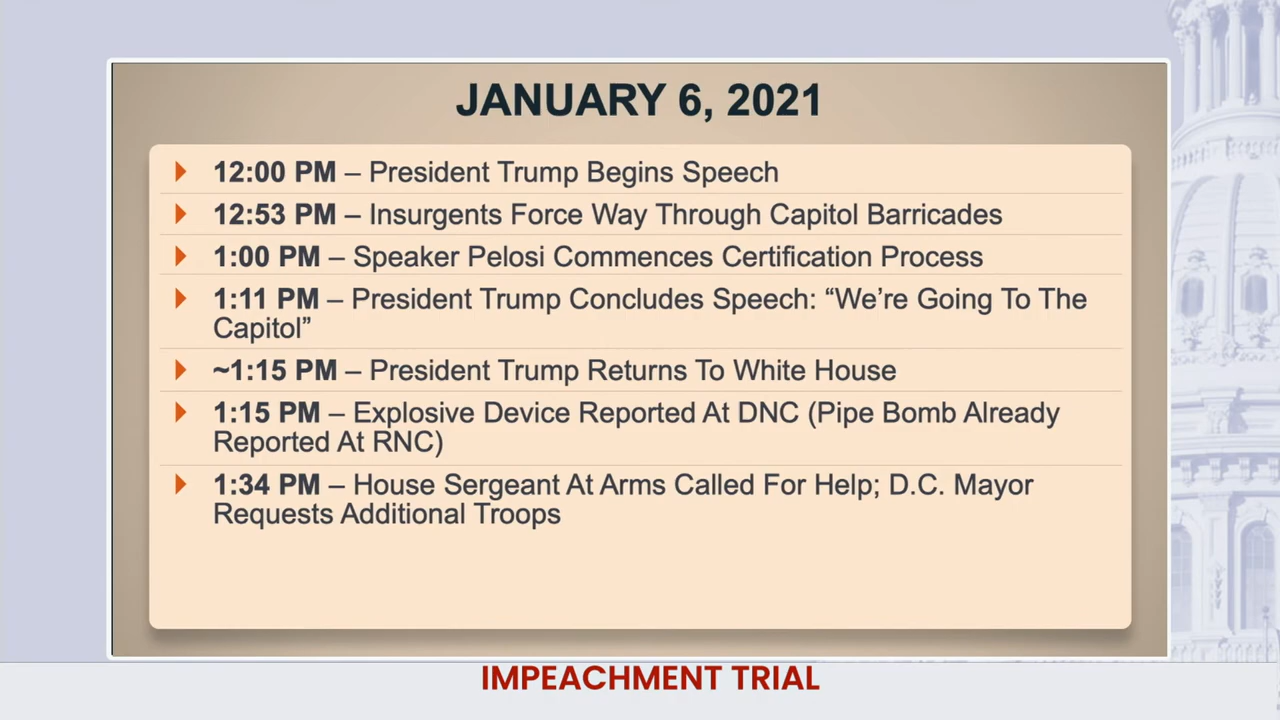 JANUARY 6, 2021
12:00 PM – President Trump Begins Speech
12:53 PM – Insurgents Force Way Through Capitol Barricades
1:00 PM – Speaker Pelosi Commences Certification Process
1:11 PM – President Trump Concludes Speech: “We’re Going To The
Capitol”
~1:15 PM – President Trump Returns To White House
1:15 PM – Explosive Device Reported At DNC (Pipe Bomb Already
Reported At RNC)
1:34 PM – House Sergeant At Arms Called For Help; D.C. Mayor
Requests Additional Troops
IMPEACHMENT TRIAL